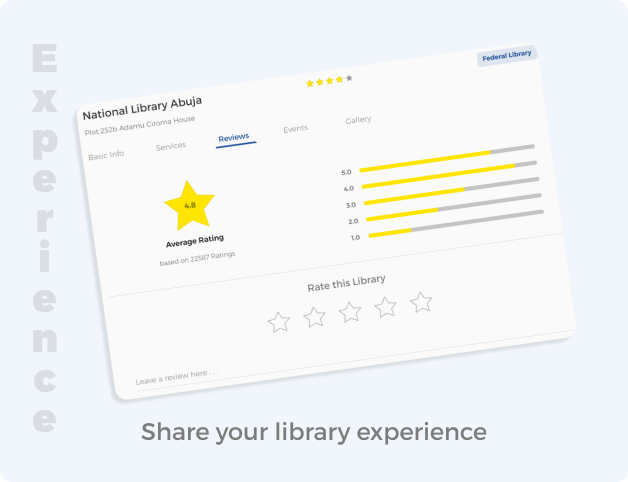 Experience
Federal Library
National Library Abuja
Plot 252b Adamu Ciroma House
Basic Info Services Reviews Events Gallery
4.8
Average Rating
based on 22587 Ratings
5.0
4.0
3.0
2.0
1.0
Rate this Library
Leave a review here . . .
Share your library experience